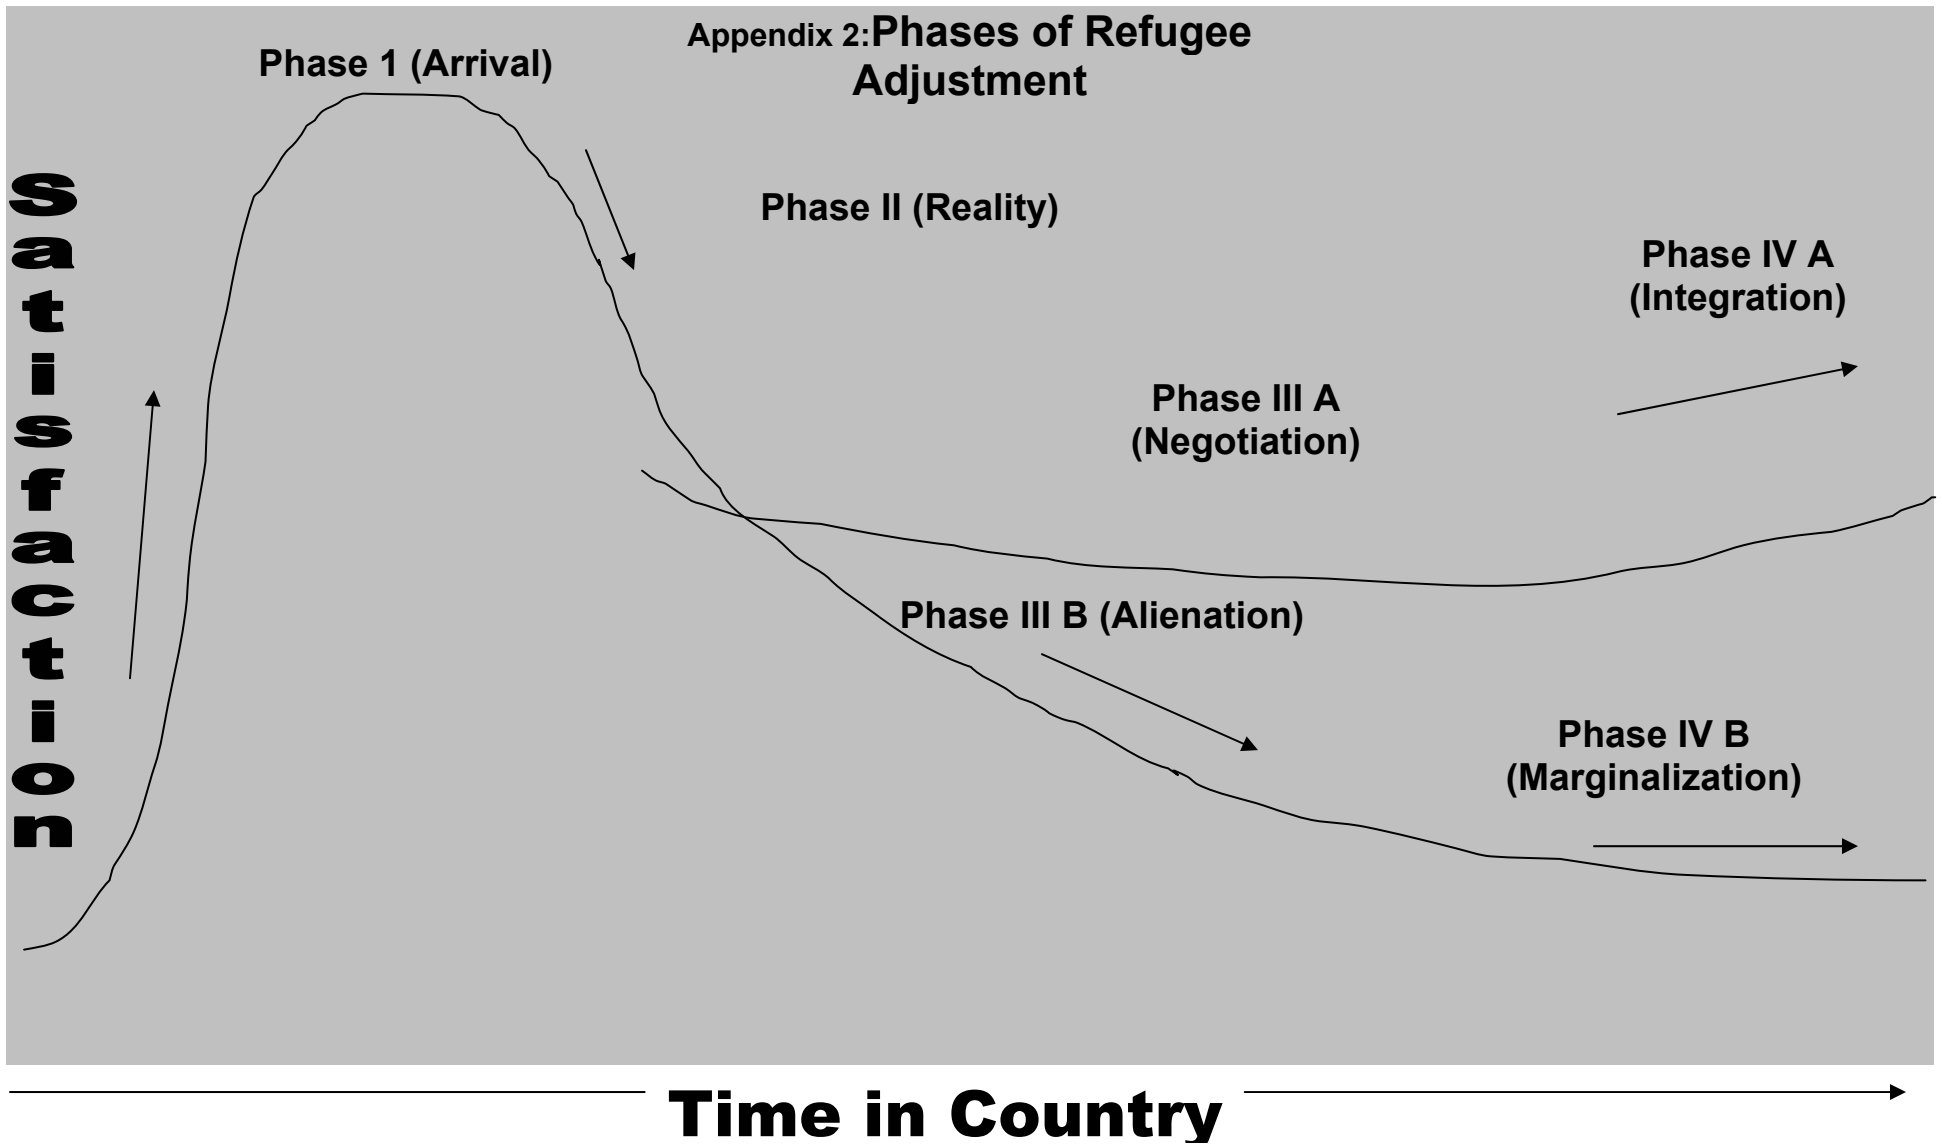 Appendix 2:Phases of Refugee
Adjustment
Phase 1 (Arrival)
Phase II (Reality)
Phase IV A
(Integration)
Phase III A
(Negotiation)
Phase III B (Alienation)
Phase IV B
(Marginalization)
Satisfaction
Time in Country